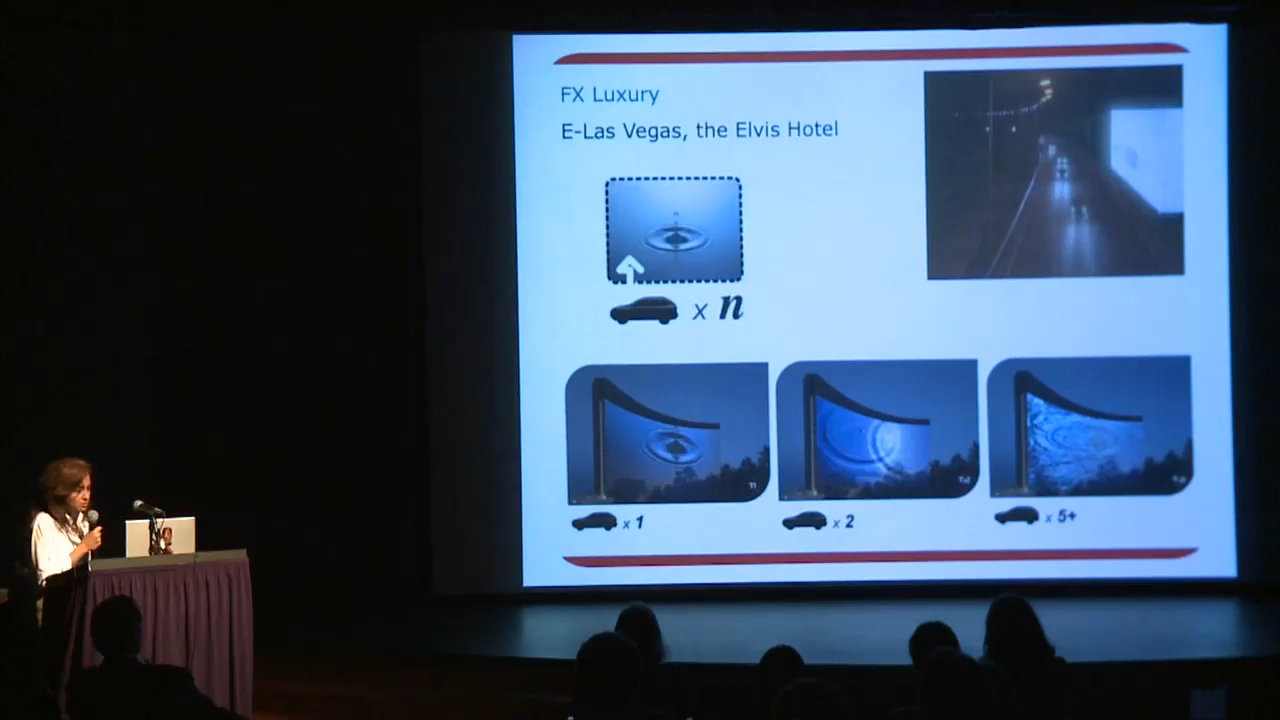 FX Luxury
E-Las Vegas, the Elvis Hotel
x n
x 1
x 2
x 5+